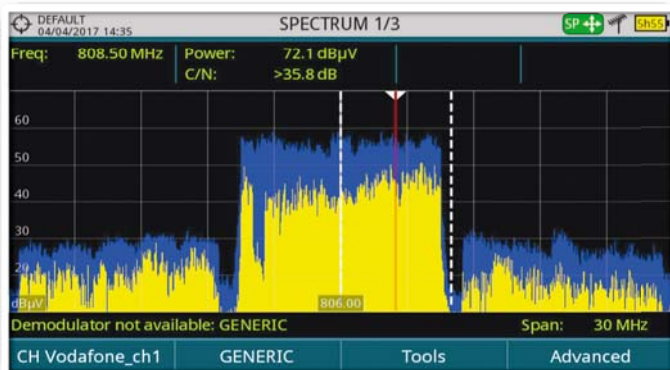 DEFAULT
04/04/2017 14:35
SPECTRUM 1/3
SP
5h55
Freq: 808.50 MHz
Power: 72.1 dBµV
C/N: >35.8 dB
60
50
40
30
20
dBµV
806.00
Demodulator not available: GENERIC
Span: 30 MHz
CH Vodafone_ch1
GENERIC
Tools
Advanced